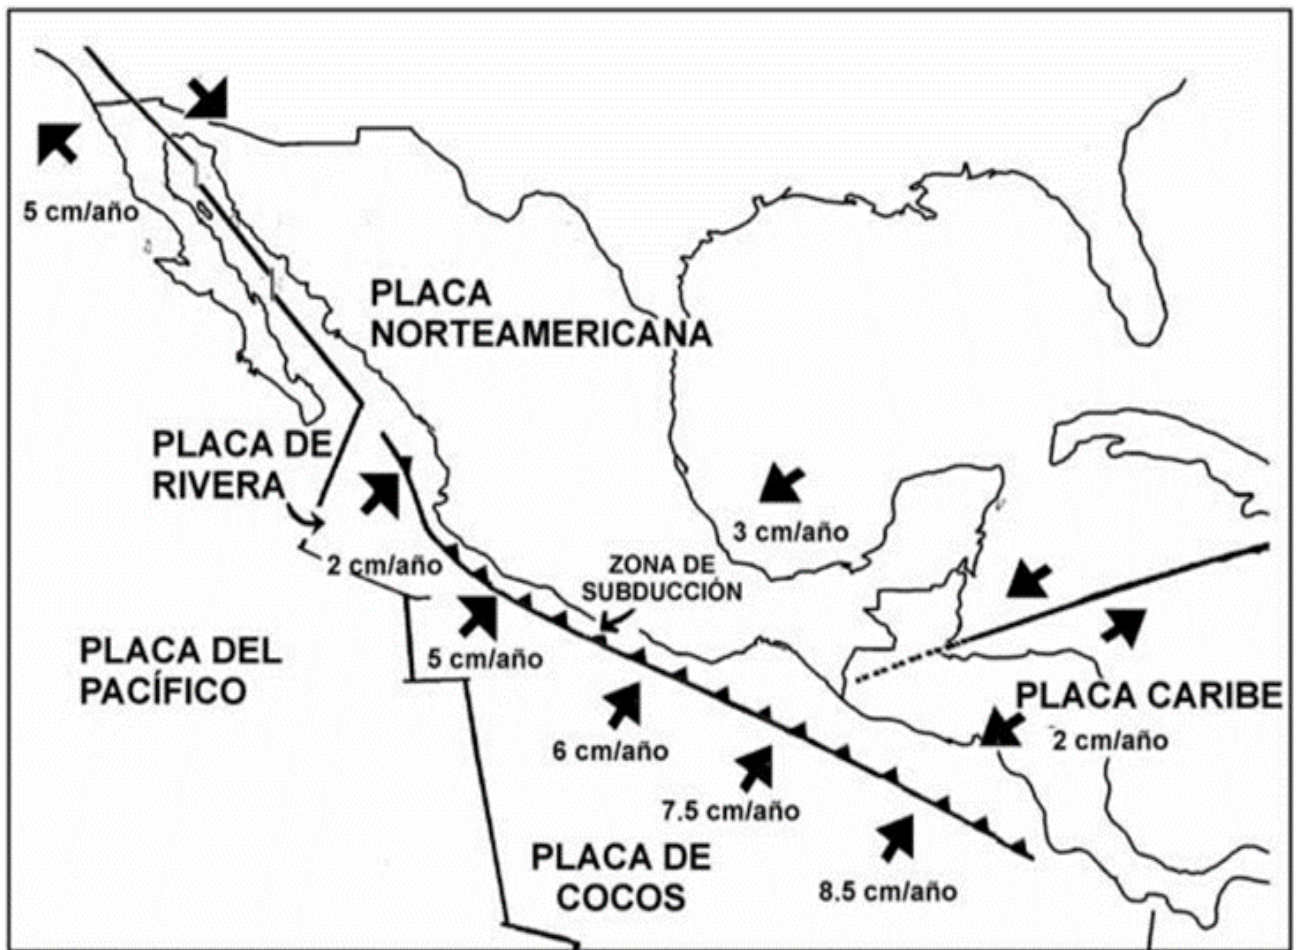 5 cm/año
PLACA
NORTEAMERICANA
PLACA DE
RIVERA
3 cm/año
2 cm/año
ZONA DE
SUBDUCCIÓN
PLACA DEL
PACÍFICO
5 cm/año
PLACA CARIBE
2 cm/año
6 cm/año
7.5 cm/año
PLACA DE
COCOS
8.5 cm/año